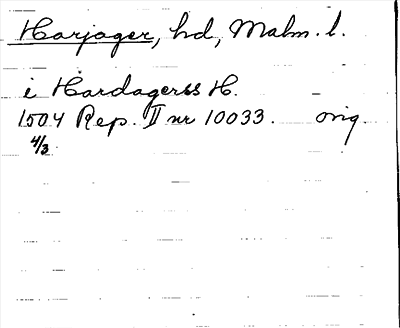 Harjager, hd, Malm. l.
i Hardagerss H.
1504 Rep. II nr 10033. orig.
4/3